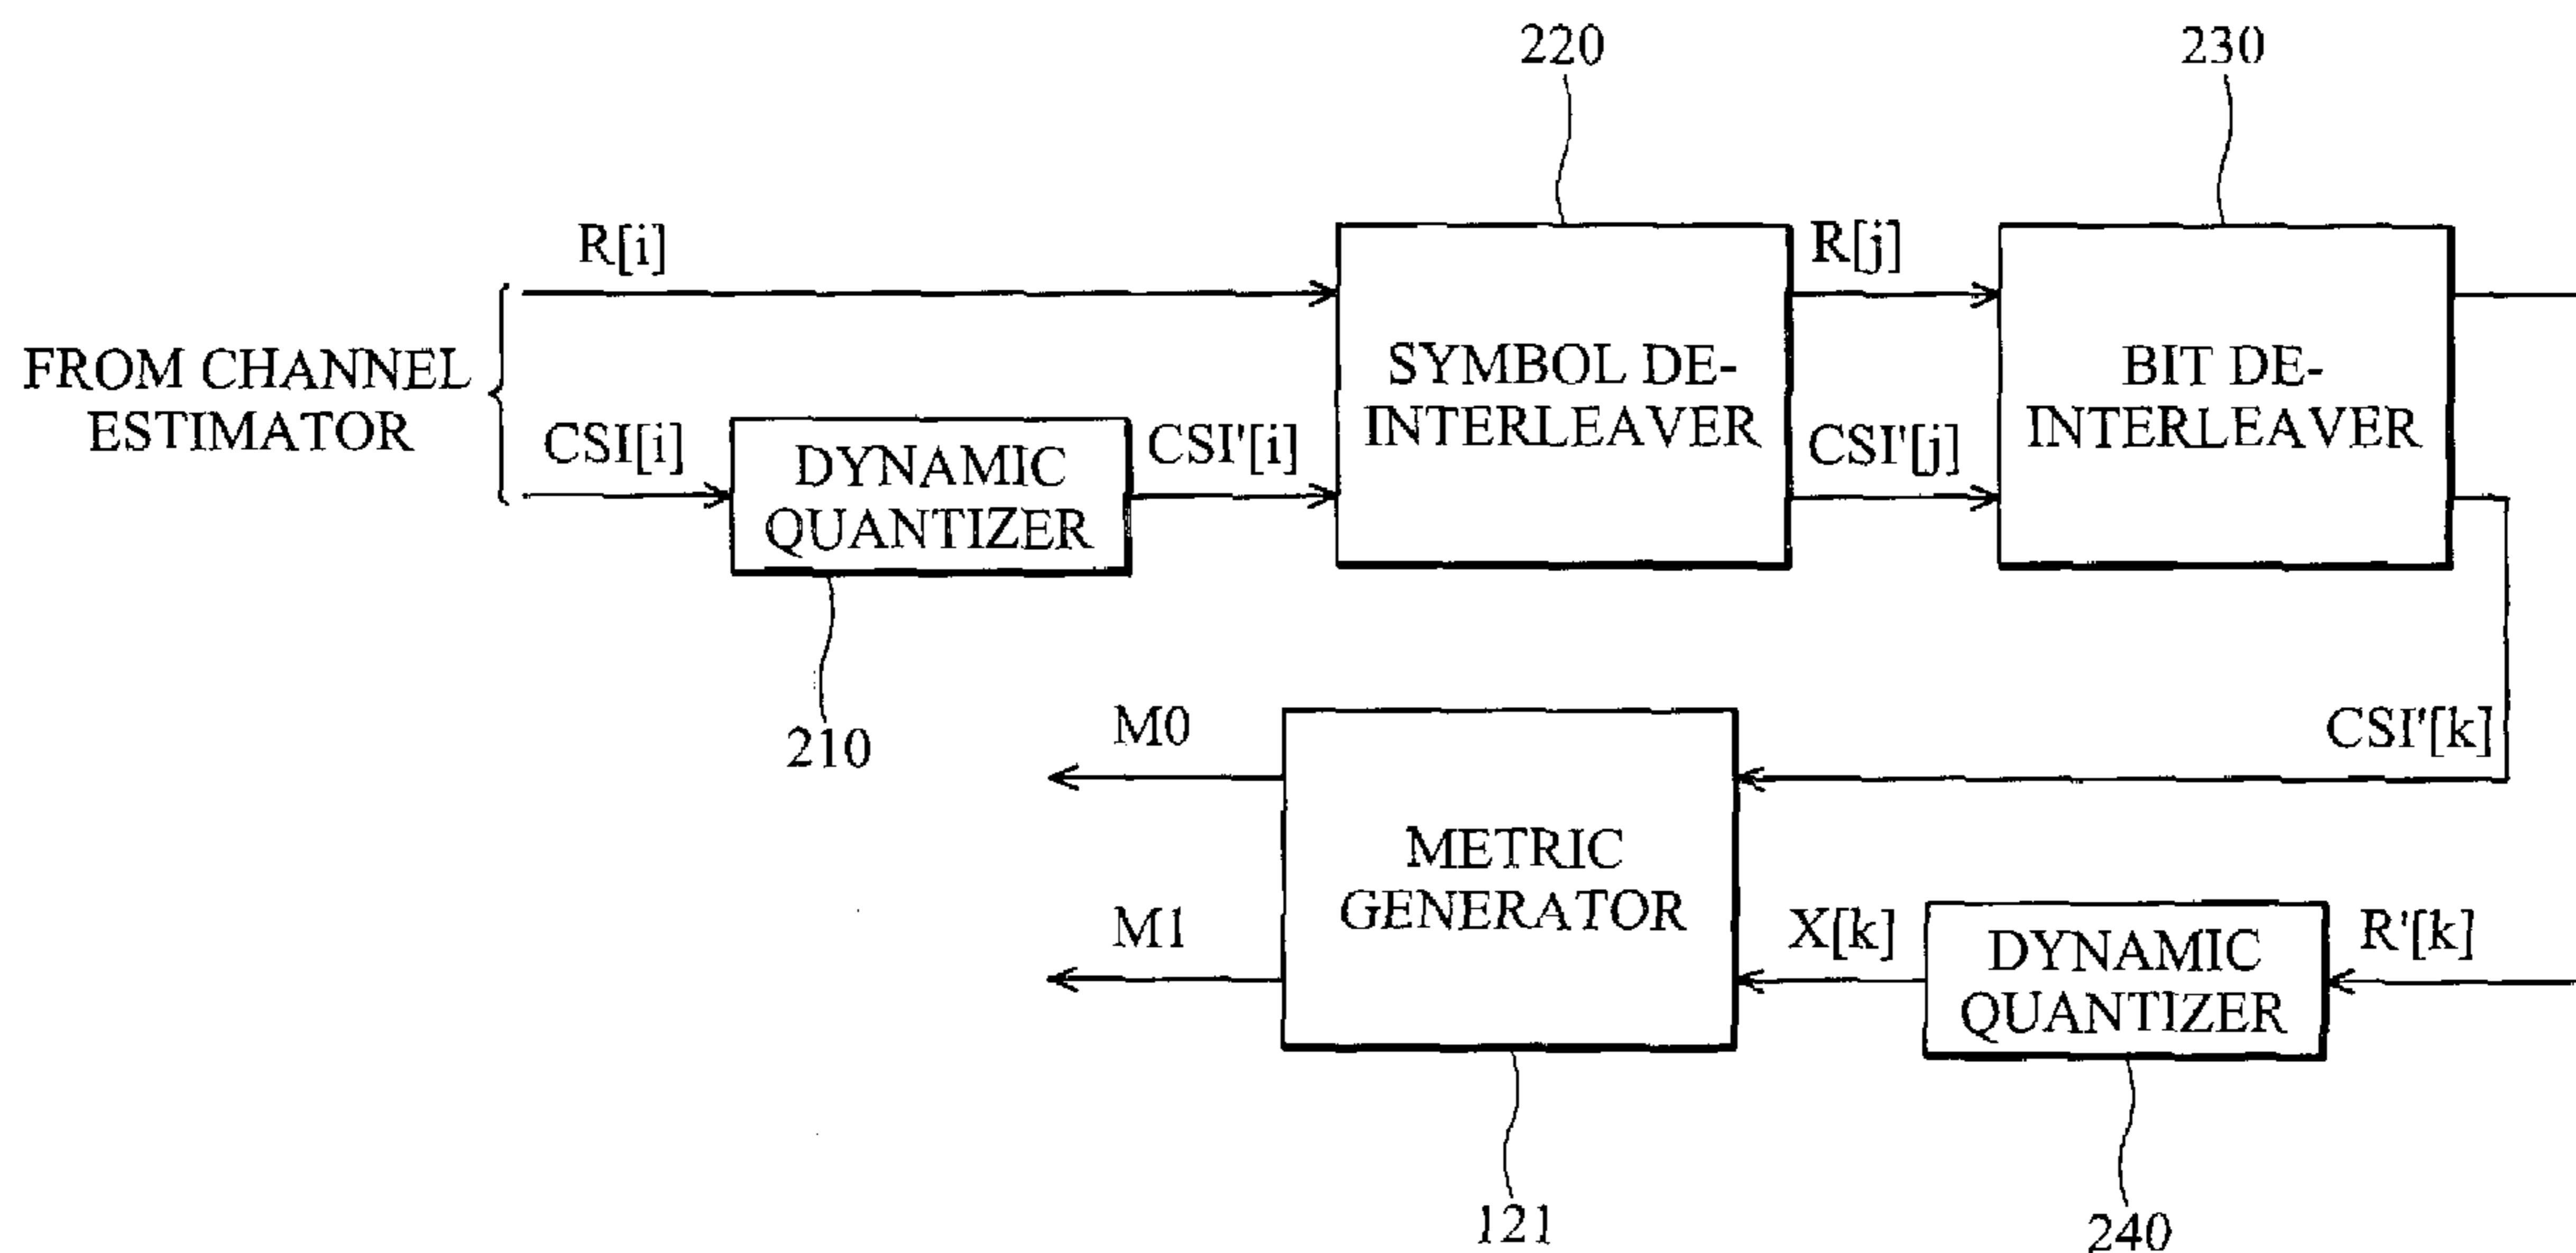 220
230
R[i]
R[j]
FROM CHANNEL
ESTIMATOR
CSI[i]
DYNAMIC
QUANTIZER
CSI'[i]
SYMBOL DE-
INTERLEAVER
CSI'[j]
BIT DE-
INTERLEAVER
210
M0
CSI'[k]
METRIC
GENERATOR
M1
X[k]
DYNAMIC
QUANTIZER
R'[k]
121
240